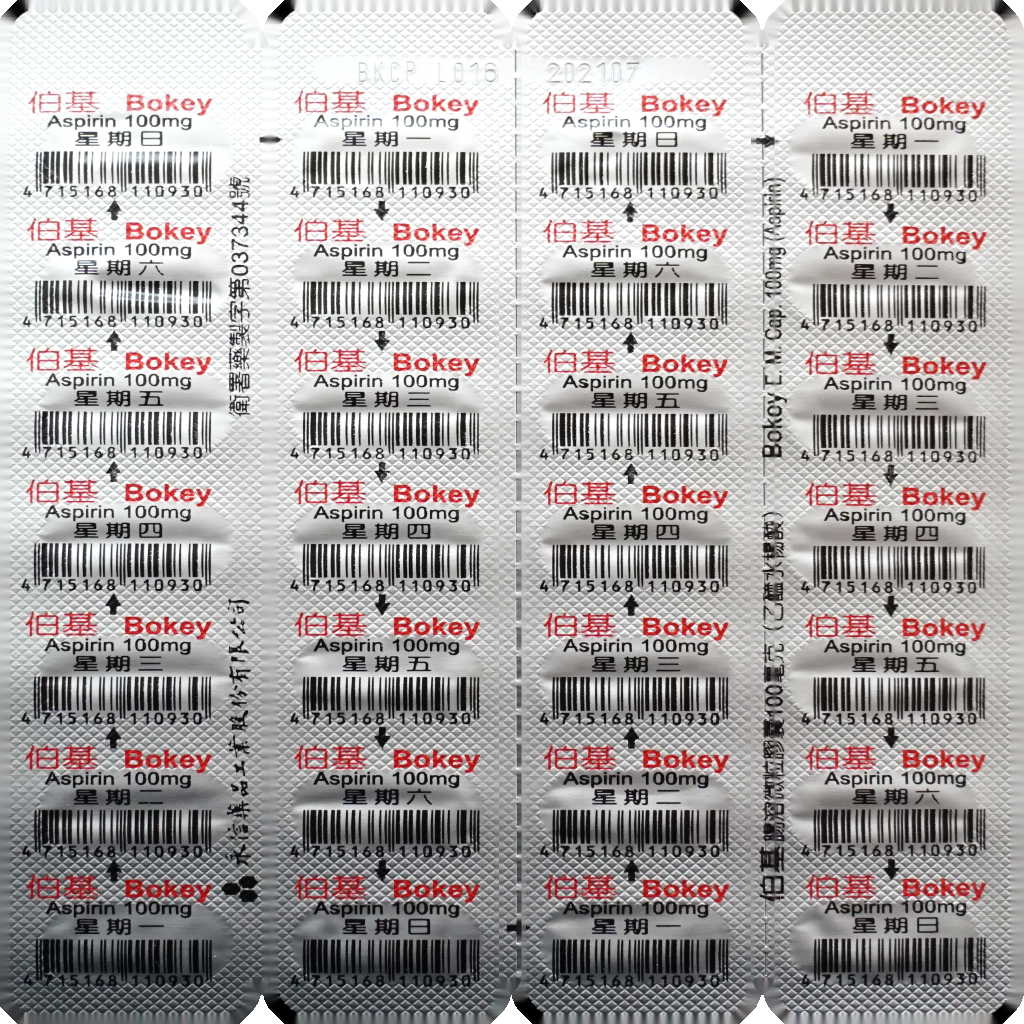 BKCP L016 202107
伯基 Bokey
Aspirin 100mg
星期日
4 715168 110930
伯基 Bokey
Aspirin 100mg
星期六
4 715168 110930
伯基 Bokey
Aspirin 100mg
星期五
4 715168 110930
伯基 Bokey
Aspirin 100mg
星期四
4 715168 110930
伯基 Bokey
Aspirin 100mg
星期三
4 715168 110930
伯基 Bokey
Aspirin 100mg
星期二
4 715168 110930
伯基 Bokey
Aspirin 100mg
星期一
4 715168 110930
永信藥品工業股份有限公司 衛署藥製字第037344號
伯基 Bokey
Aspirin 100mg
星期一
4 715168 110930
伯基 Bokey
Aspirin 100mg
星期二
4 715168 110930
伯基 Bokey
Aspirin 100mg
星期三
4 715168 110930
伯基 Bokey
Aspirin 100mg
星期四
4 715168 110930
伯基 Bokey
Aspirin 100mg
星期五
4 715168 110930
伯基 Bokey
Aspirin 100mg
星期六
4 715168 110930
伯基 Bokey
Aspirin 100mg
星期日
4 715168 110930
伯基 Bokey
Aspirin 100mg
星期日
4 715168 110930
伯基 Bokey
Aspirin 100mg
星期六
4 715168 110930
伯基 Bokey
Aspirin 100mg
星期五
4 715168 110930
伯基 Bokey
Aspirin 100mg
星期四
4 715168 110930
伯基 Bokey
Aspirin 100mg
星期三
4 715168 110930
伯基 Bokey
Aspirin 100mg
星期二
4 715168 110930
伯基 Bokey
Aspirin 100mg
星期一
4 715168 110930
伯基 腸溶微粒膠囊100毫克 (乙醯水楊酸) — Bokey E.M. Cap. 100mg (Aspirin)
伯基 Bokey
Aspirin 100mg
星期一
4 715168 110930
伯基 Bokey
Aspirin 100mg
星期二
4 715168 110930
伯基 Bokey
Aspirin 100mg
星期三
4 715168 110930
伯基 Bokey
Aspirin 100mg
星期四
4 715168 110930
伯基 Bokey
Aspirin 100mg
星期五
4 715168 110930
伯基 Bokey
Aspirin 100mg
星期六
4 715168 110930
伯基 Bokey
Aspirin 100mg
星期日
4 715168 110930